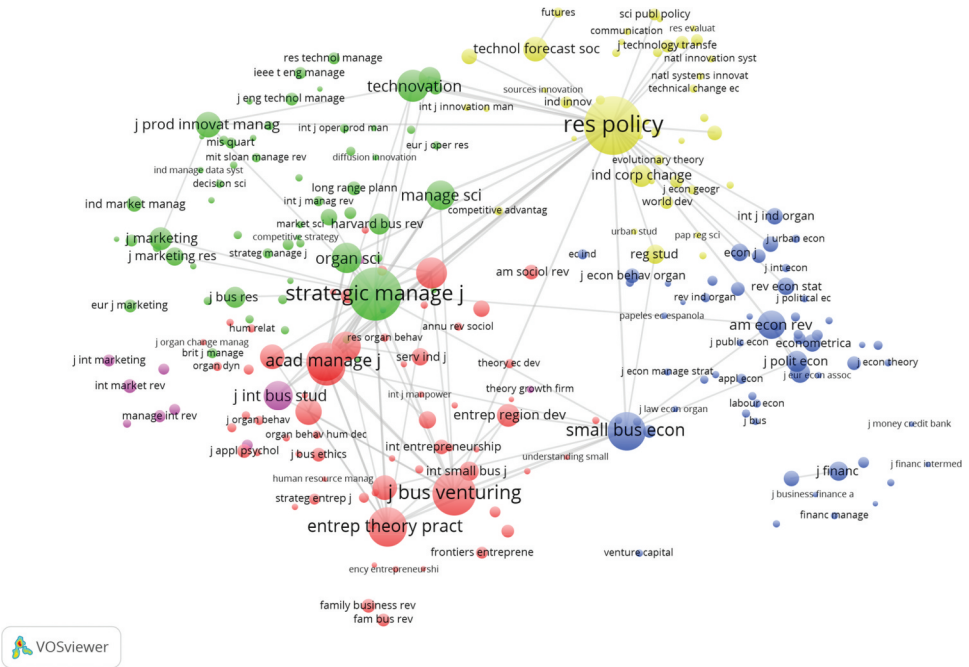 futures
sci publ policy
communication
res evaluat
technol forecast soc
j technology transfe
res technol manage
natl innovation syst
ieee t eng manage
natl systems innovat
technovation
sources innovation
technical change ec
j eng technol manage
ind innov
int j innovation man
res policy
j prod innovat manag
int j oper prod man
mis quart
eur j oper res
mit sloan manage rev
diffusion innovation
evolutionary theory
ind manage data syst
ind corp change
decision sci
long range plann
manage sci
j econ geogr
int j manag rev
world dev
ind market manag
competitive advantag
market sci
harvard bus rev
int j ind organ
urban stud
pap reg sci
j marketing
competitive strategy
j urban econ
strateg manage j
organ sci
ec ind
reg stud
econ j
j marketing res
j int econ
am sociol rev
j econ behav organ
rev econ stat
strategic manage j
rev ind organ
j political ec
eur j marketing
j bus res
papeles ec espanola
am econ rev
hum relat
annu rev sociol
res organ behav
j public econ
econometrica
j organ change manag
brit j manage
j int marketing
organ dyn
acad manage j
serv ind j
theory ec dev
j polit econ
j econ theory
j econ manage strat
j eur econ assoc
int market rev
appl econ
j int bus stud
int j manpower
theory growth firm
labour econ
manage int rev
entrep region dev
j law econ organ
j organ behav
j bus
j money credit bank
small bus econ
organ behav hum dec
j appl psychol
int entrepreneurship
j bus ethics
understanding small
j financ
j financ intermed
int small bus j
human resource manag
j bus venturing
j business finance a
strateg entrep j
financ manage
entrep theory pract
frontiers entreprene
venture capital
ency entrepreneurshi
family business rev
fam bus rev
VOSviewer